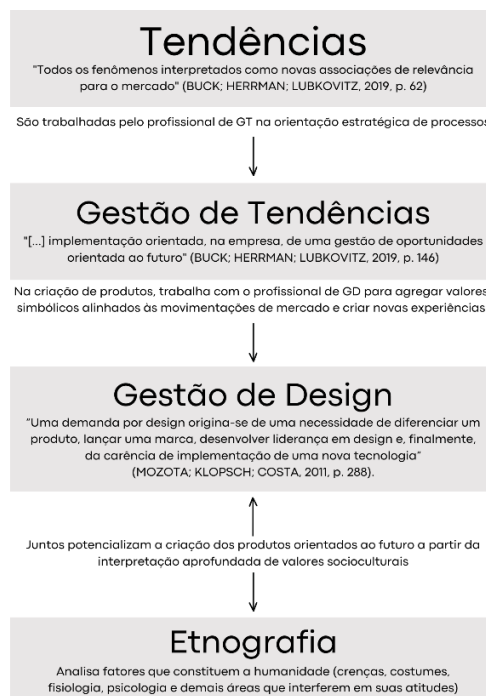 Tendências
"Todos os fenômenos interpretados como novas associações de relevância
para o mercado" (BUCK; HERRMAN; LUBKOVITZ, 2019, p. 62)
São trabalhadas pelo profissional de GT na orientação estratégica de processos
Gestão de Tendências
"[...] implementação orientada, na empresa, de uma gestão de oportunidades
orientada ao futuro" (BUCK; HERRMAN; LUBKOVITZ, 2019, p. 146)
Na criação de produtos, trabalha com o profissional de GD para agregar valores
simbólicos alinhados às movimentações de mercado e criar novas experiências
Gestão de Design
"Uma demanda por design origina-se de uma necessidade de diferenciar um
produto, lançar uma marca, desenvolver liderança em design e, finalmente,
da carência de implementação de uma nova tecnologia"
(MOZOTA; KLOPSCH; COSTA, 2011, p. 288).
Juntos potencializam a criação dos produtos orientados ao futuro a partir da
interpretação aprofundada de valores socioculturais
Etnografia
Analisa fatores que constituem a humanidade (crenças, costumes,
fisiologia, psicologia e demais áreas que interferem em suas atitudes)